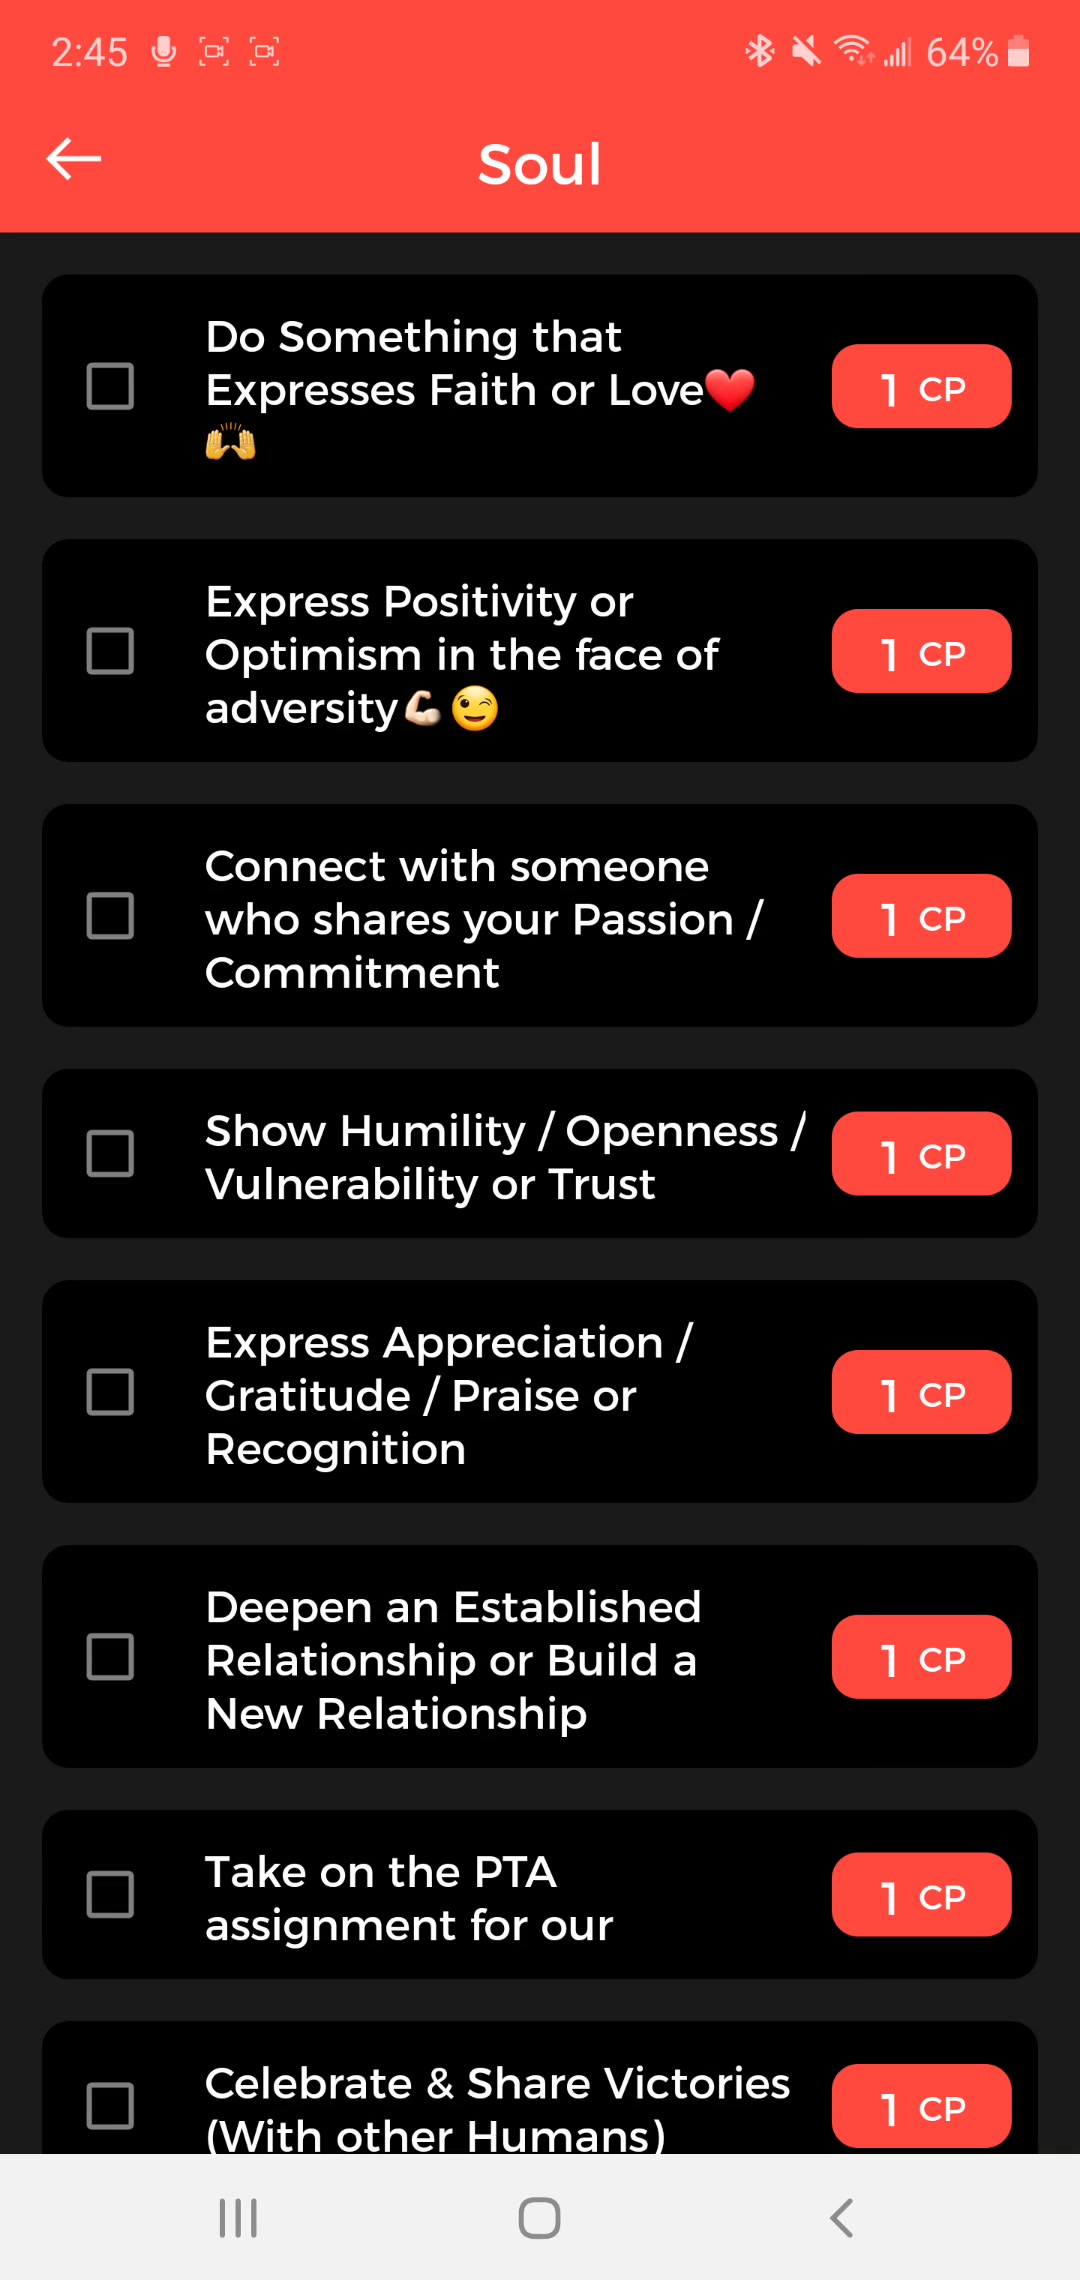 2:45 64%
Soul
Do Something that
Expresses Faith or Love❤️
🙌
1 CP
Express Positivity or
Optimism in the face of
adversity💪🏻😉
1 CP
Connect with someone
who shares your Passion /
Commitment
1 CP
Show Humility / Openness /
Vulnerability or Trust
1 CP
Express Appreciation /
Gratitude / Praise or
Recognition
1 CP
Deepen an Established
Relationship or Build a
New Relationship
1 CP
Take on the PTA
assignment for our
1 CP
Celebrate & Share Victories
(With other Humans)
1 CP